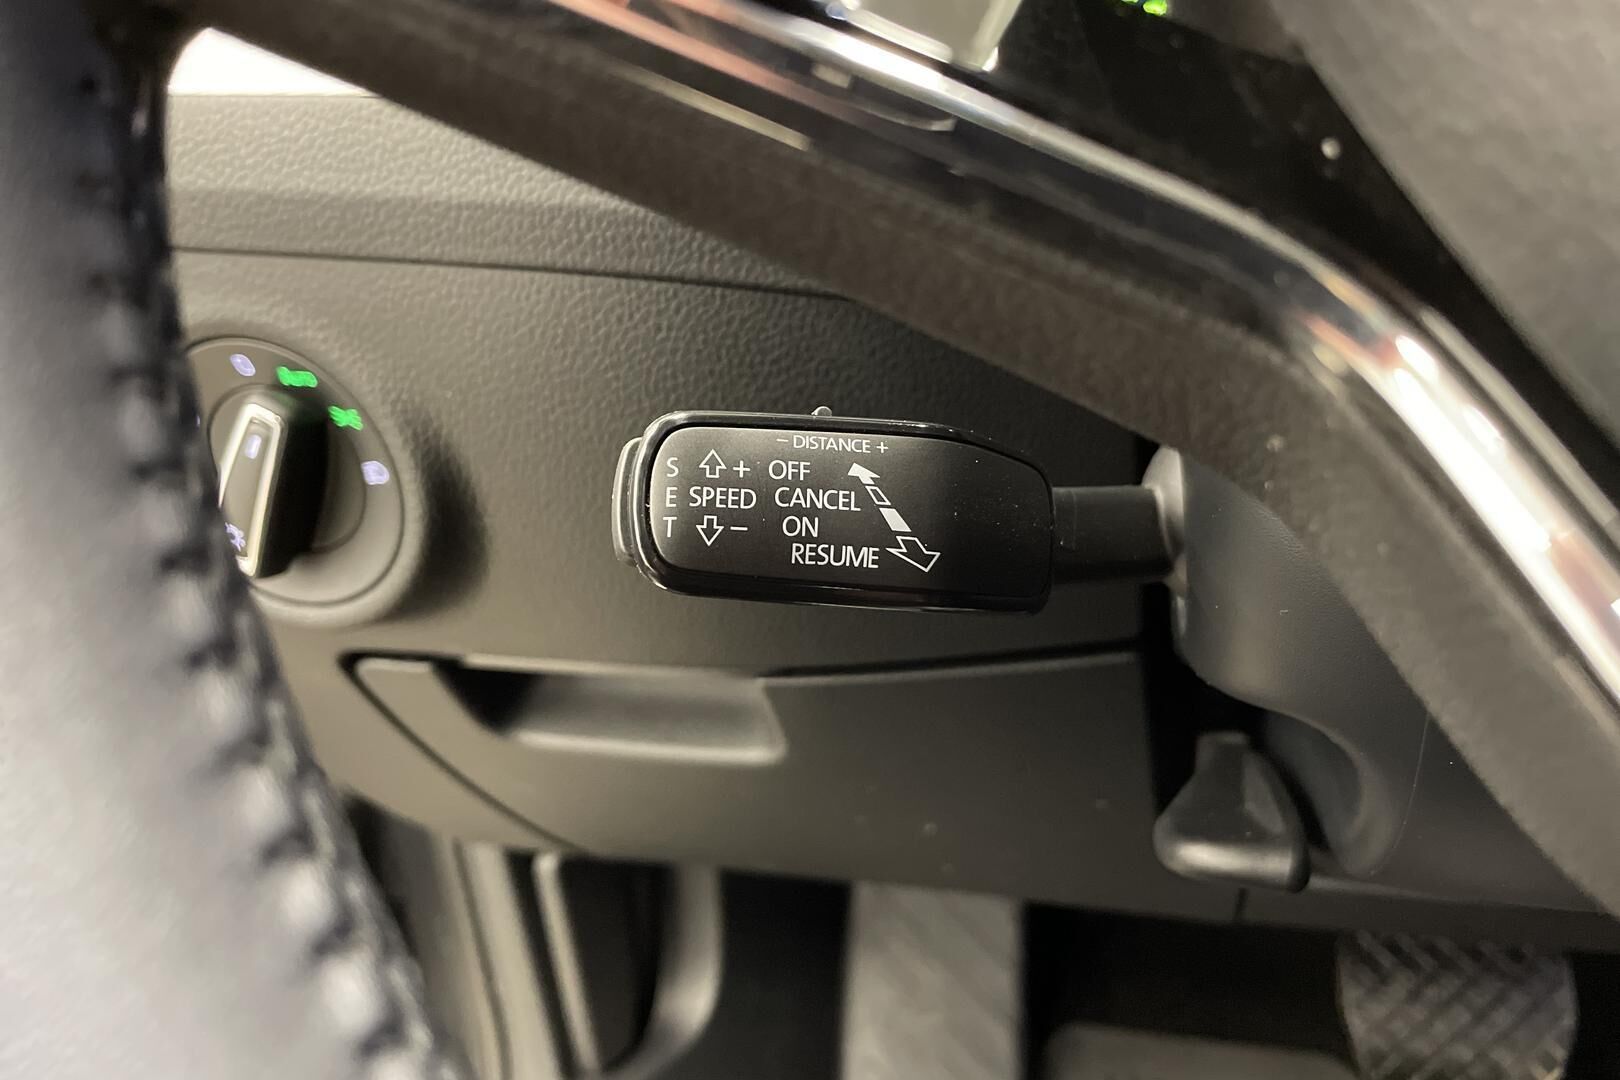 − DISTANCE +
S + OFF
E SPEED CANCEL
T − ON
RESUME